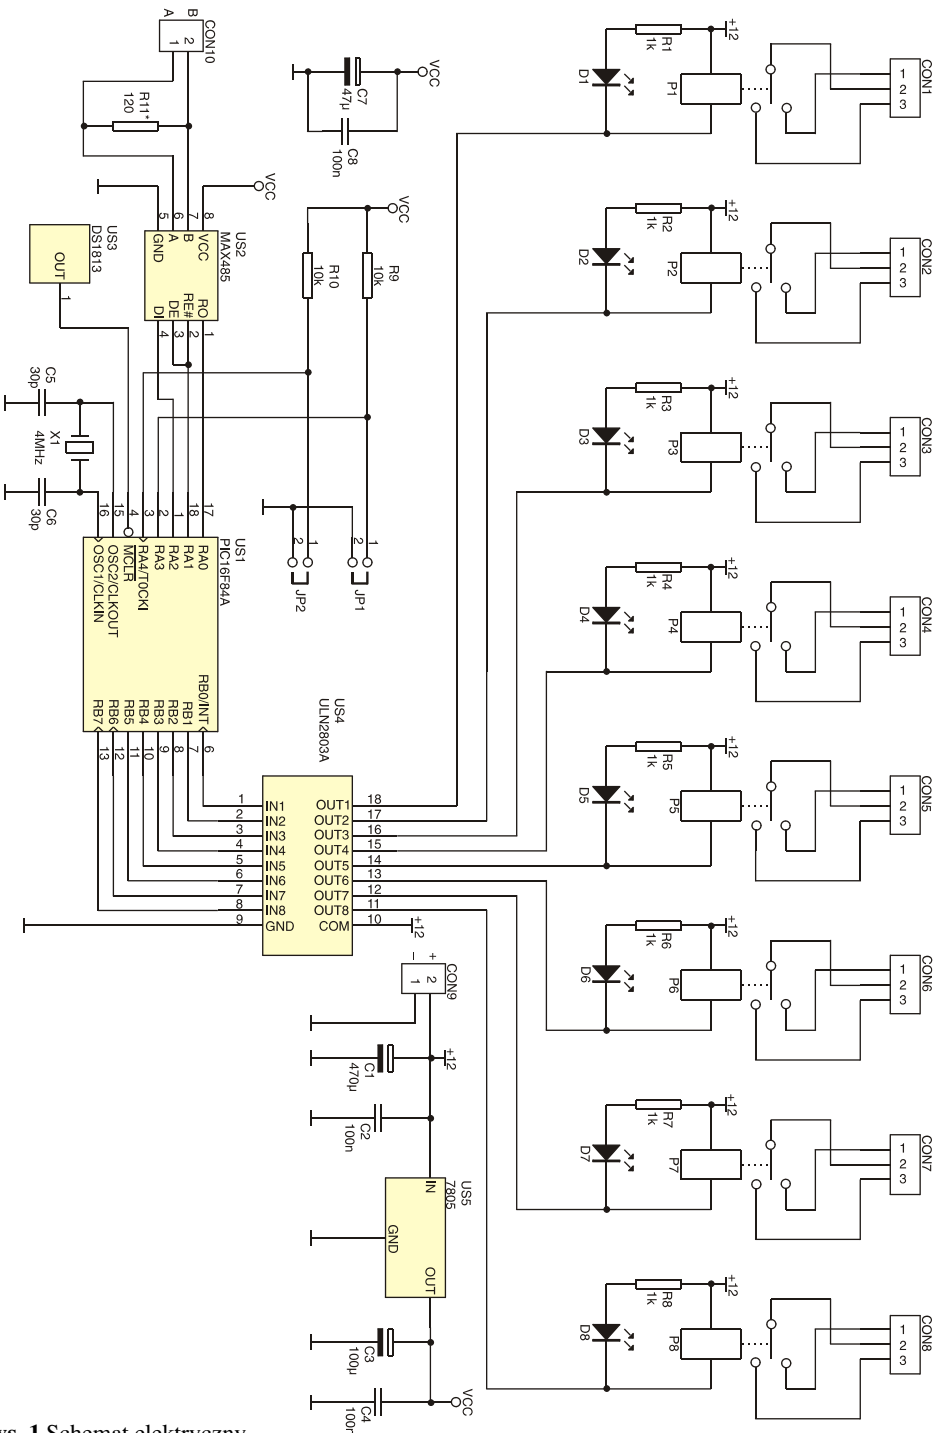 B
A
CON10
2
1
R11*
120
VCC
C7
47μ
C8
100n
VCC
VCC
R9
10k
R10
10k
US3
DS1813
OUT
1
US2
MAX485
8
7
6
5
VCC
B
A
GND
RO
RE#
DE
DI
1
2
3
4
C5
30p
X1
4MHz
C6
30p
JP1
1
2
JP2
1
2
US1
PIC16F84A
17
18
1
2
3
4
15
16
RA0
RA1
RA2
RA3
RA4/T0CKI
MCLR
OSC2/CLKOUT
OSC1/CLKIN
RB0/INT
RB1
RB2
RB3
RB4
RB5
RB6
RB7
6
7
8
9
10
11
12
13
US4
ULN2803A
1 IN1 OUT1 18
2 IN2 OUT2 17
3 IN3 OUT3 16
4 IN4 OUT4 15
5 IN5 OUT5 14
6 IN6 OUT6 13
7 IN7 OUT7 12
8 IN8 OUT8 11
9 GND COM 10
+12
CON9
+
–
2
1
+12
C1
470μ
C2
100n
US5
7805
IN
GND
OUT
C3
100μ
C4
100n
VCC
+12
R1
1k
D1
P1
CON1
1
2
3
+12
R2
1k
D2
P2
CON2
1
2
3
+12
R3
1k
D3
P3
CON3
1
2
3
+12
R4
1k
D4
P4
CON4
1
2
3
+12
R5
1k
D5
P5
CON5
1
2
3
+12
R6
1k
D6
P6
CON6
1
2
3
+12
R7
1k
D7
P7
CON7
1
2
3
+12
R8
1k
D8
P8
CON8
1
2
3
1 Schemat elektryczny